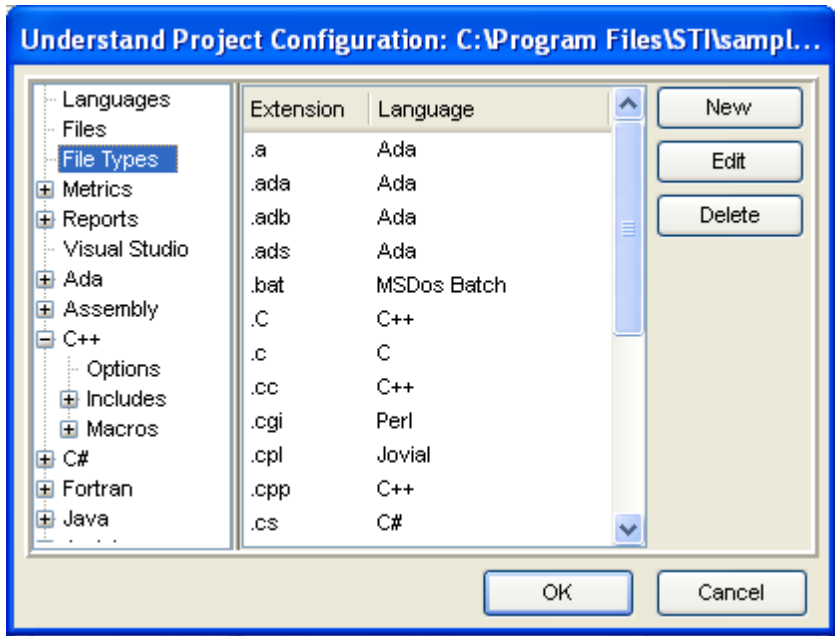 Understand Project Configuration: C:\Program Files\STI\sampl...
Languages
Files
File Types
Metrics
Reports
Visual Studio
Ada
Assembly
C++
Options
Includes
Macros
C#
Fortran
Java
Extension Language
.a Ada
.ada Ada
.adb Ada
.ads Ada
.bat MSDos Batch
.C C++
.c C
.cc C++
.cgi Perl
.cpl Jovial
.cpp C++
.cs C#
New
Edit
Delete
OK Cancel